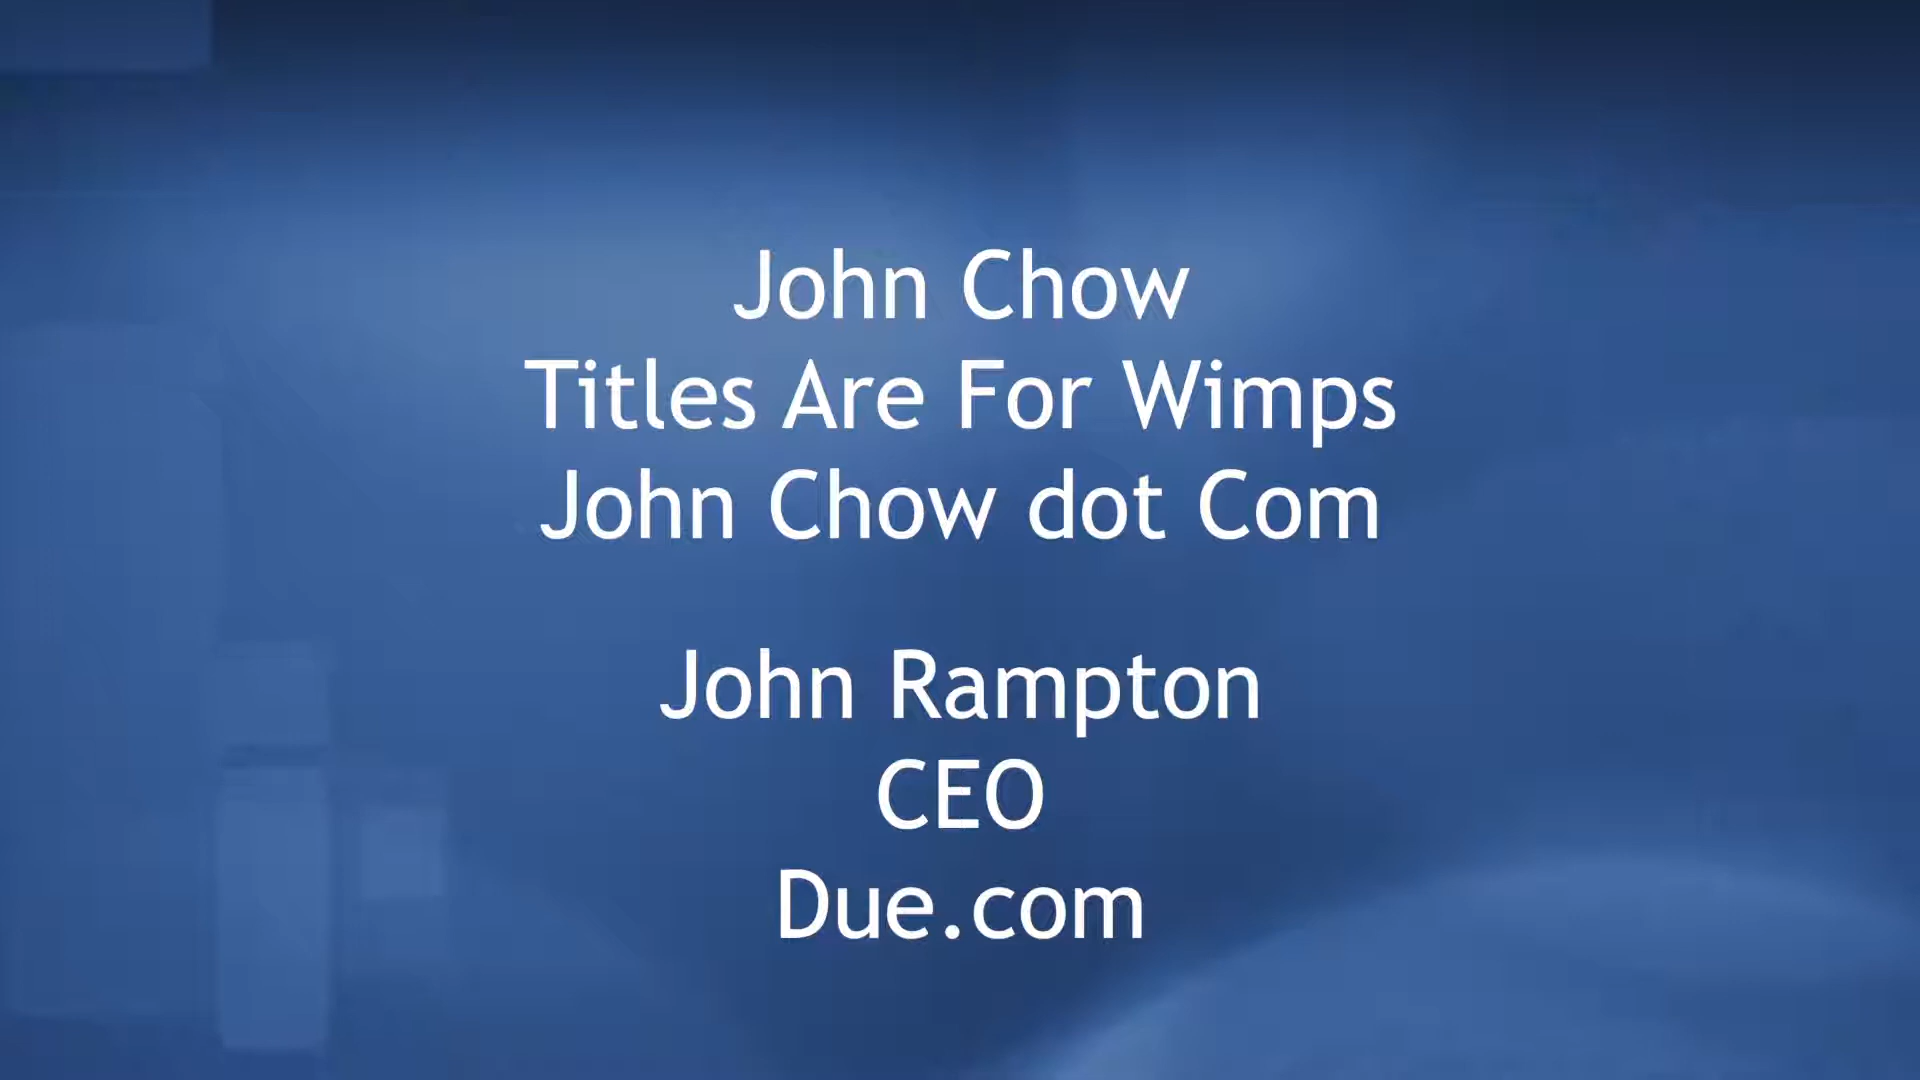 John Chow
Titles Are For Wimps
John Chow dot Com
John Rampton
CEO
Due.com